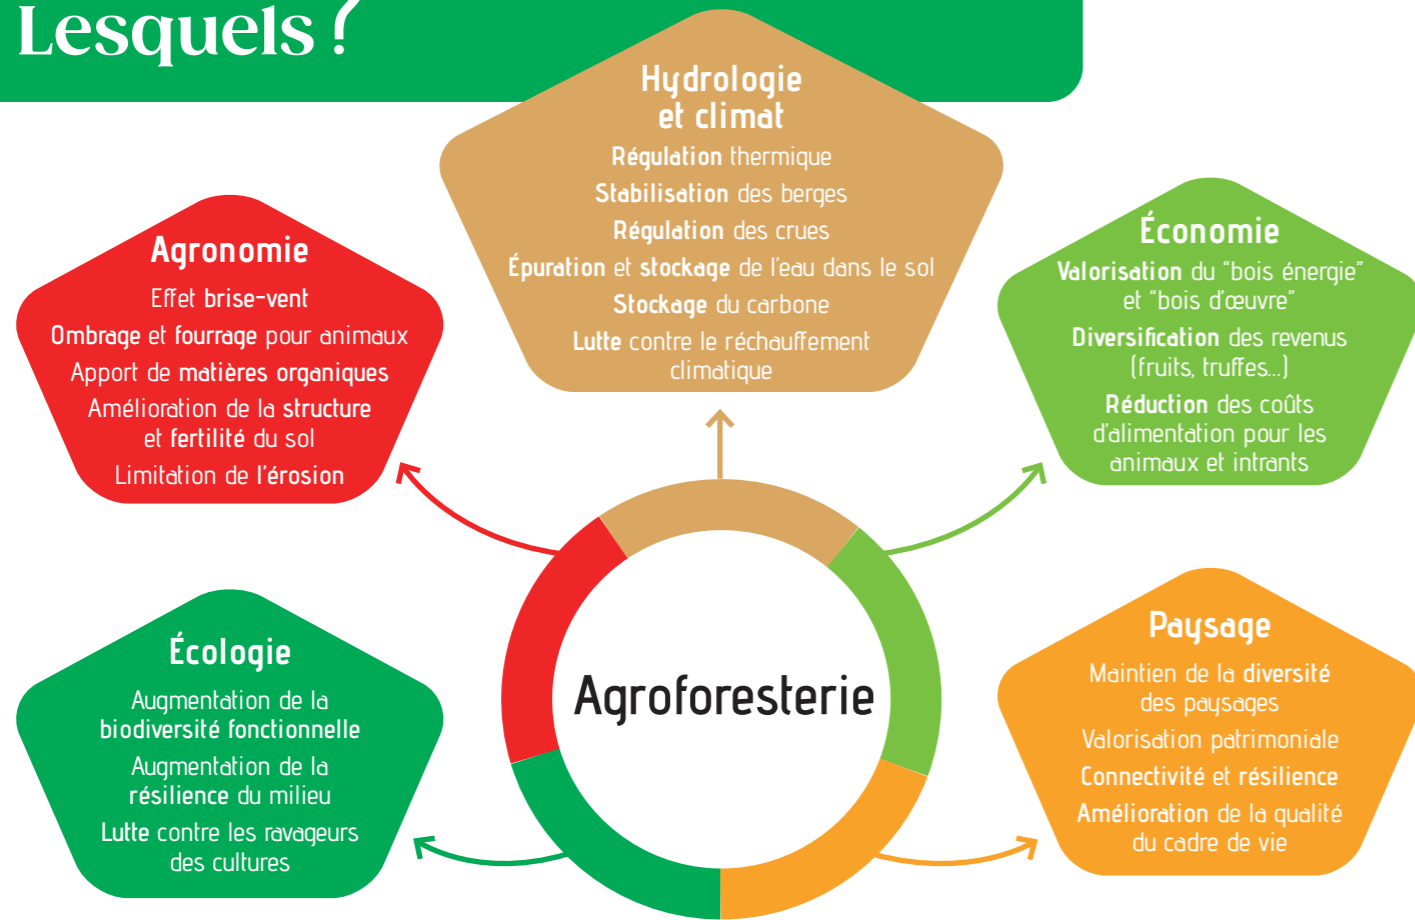 Lesquels ?
Hydrologie
et climat
Régulation thermique
Stabilisation des berges
Régulation des crues
Épuration et stockage de l'eau dans le sol
Stockage du carbone
Lutte contre le réchauffement
climatique
Agronomie
Effet brise-vent
Ombrage et fourrage pour animaux
Apport de matières organiques
Amélioration de la structure
et fertilité du sol
Limitation de l'érosion
Économie
Valorisation du “bois énergie”
et “bois d'œuvre”
Diversification des revenus
(fruits, truffes...)
Réduction des coûts
d'alimentation pour les
animaux et intrants
Agroforesterie
Écologie
Augmentation de la
biodiversité fonctionnelle
Augmentation de la
résilience du milieu
Lutte contre les ravageurs
des cultures
Paysage
Maintien de la diversité
des paysages
Valorisation patrimoniale
Connectivité et résilience
Amélioration de la qualité
du cadre de vie